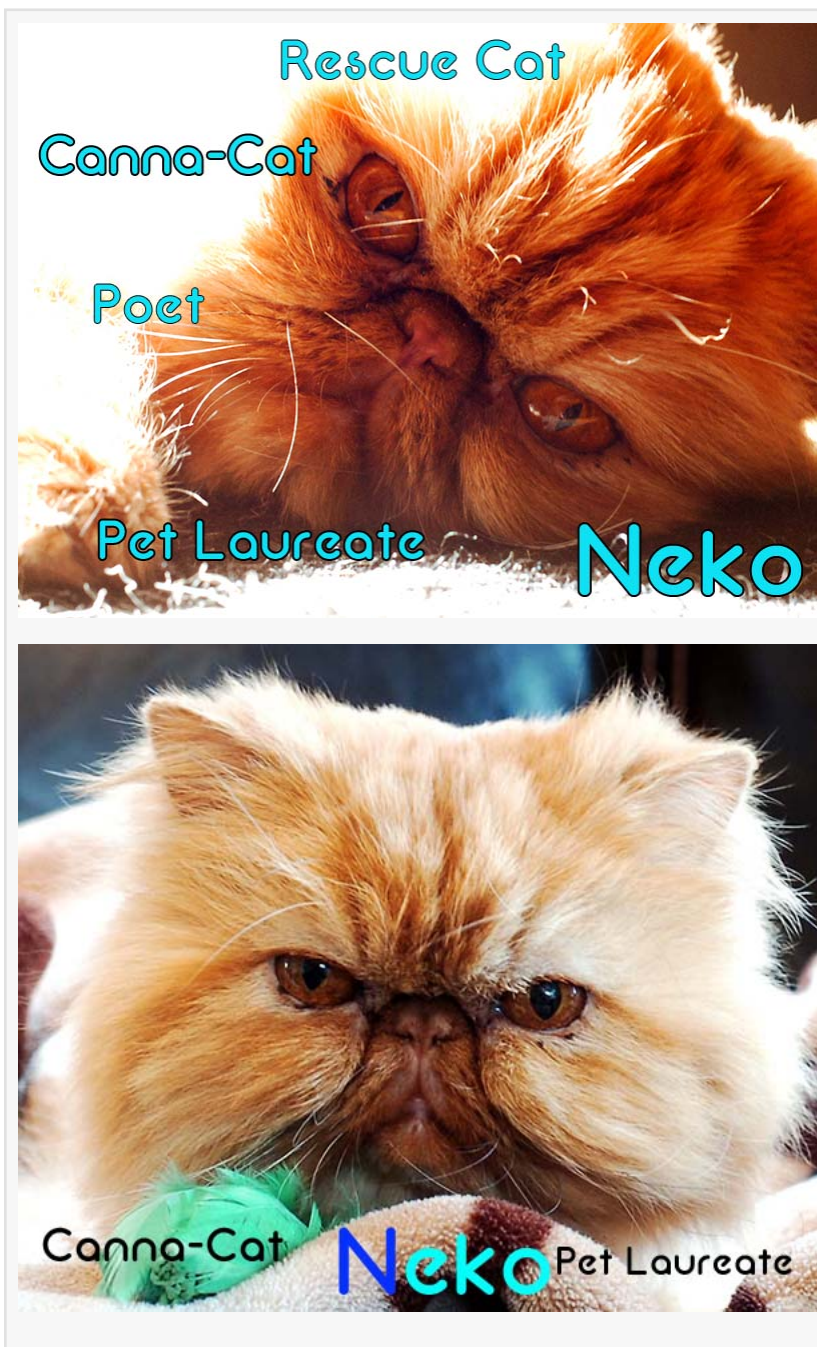 Rescue Cat
Canna-Cat
Poet
Pet Laureate
Neko
Canna-Cat
Neko
Pet Laureate